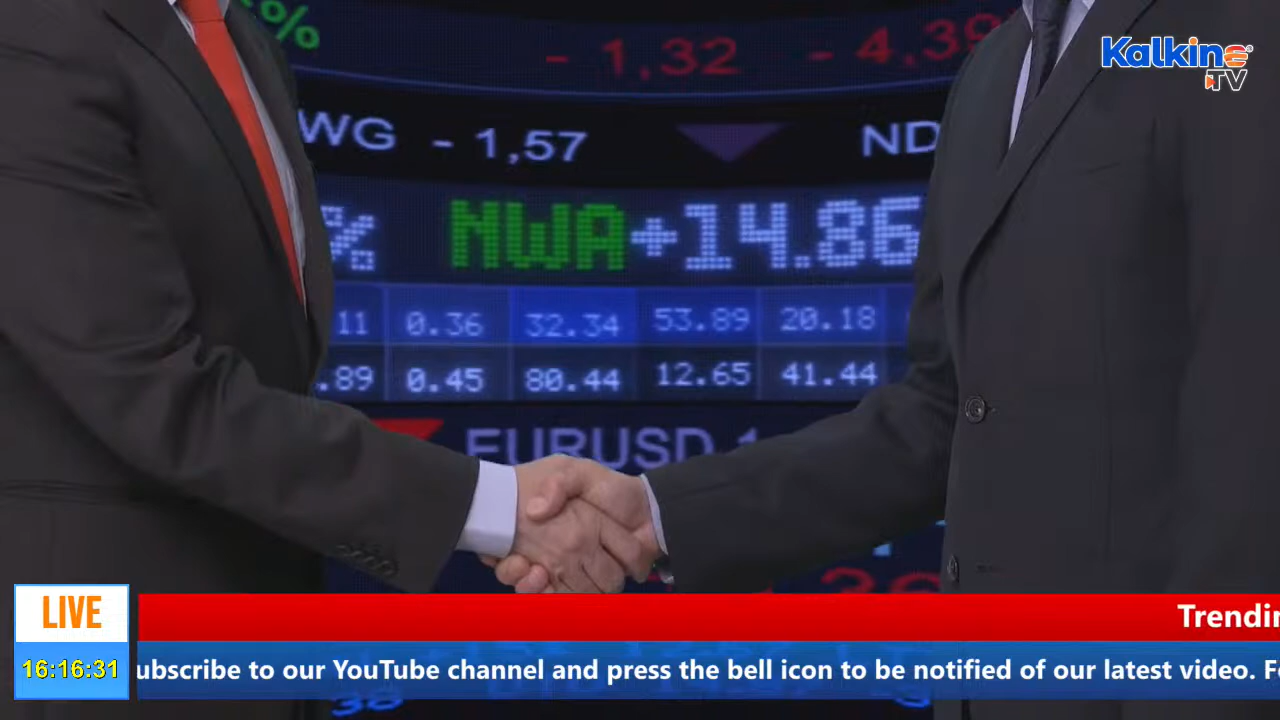 %
- 1,32 - 4,39
Kalkine
TV
WG - 1,57 ND
% NWA+14.86
11 0.36 32.34 53.89 20.18
.89 0.45 80.44 12.65 41.44
EURUSD 1
LIVE
Trendin
16:16:31
ubscribe to our YouTube channel and press the bell icon to be notified of our latest video. F